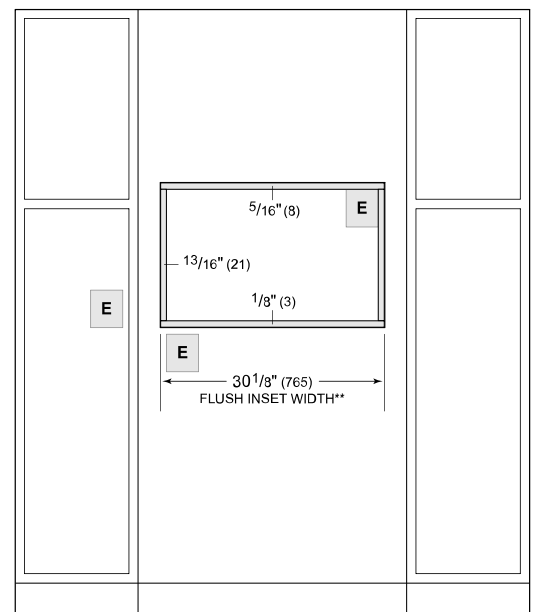 5/16" (8)
E
13/16" (21)
1/8" (3)
E
E
30 1/8" (765)
FLUSH INSET WIDTH**